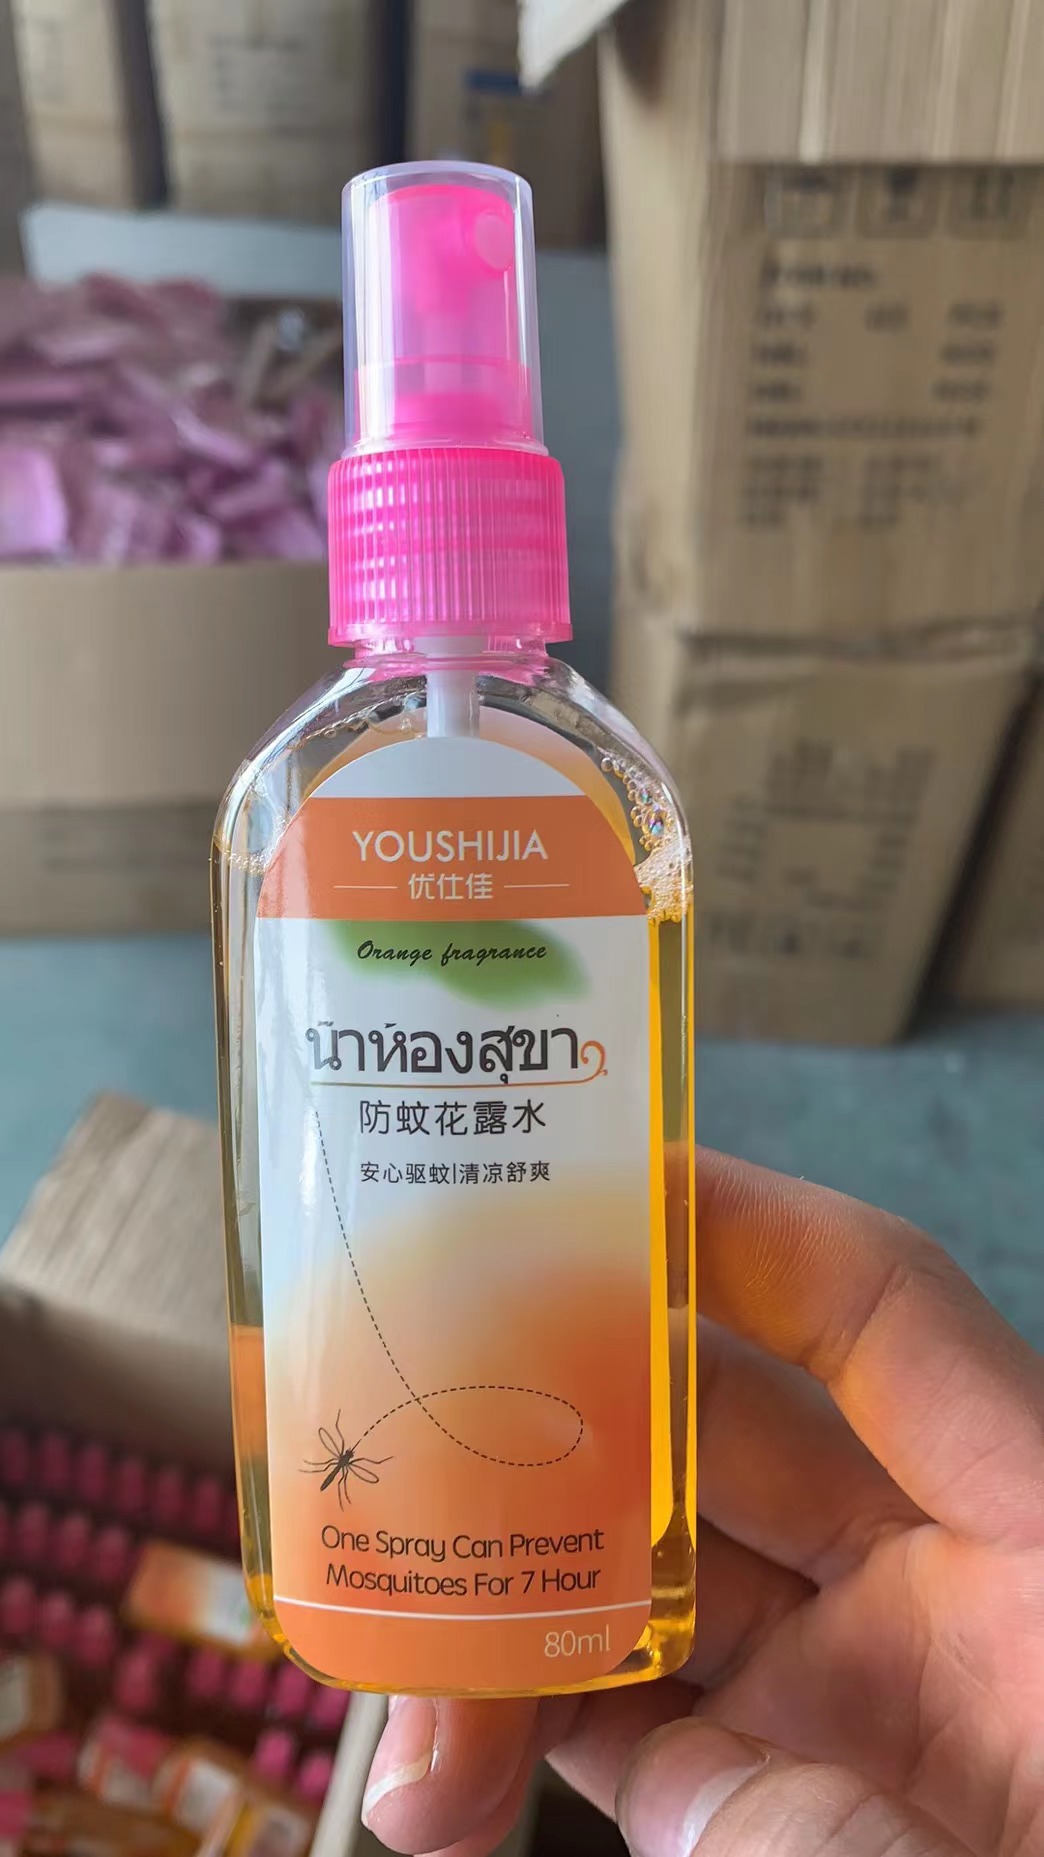 YOUSHIJIA
优仕佳
Orange fragrance
น้ำห้องสุขา
防蚊花露水
安心驱蚊|清凉舒爽
One Spray Can Prevent
Mosquitoes For 7 Hour
80ml